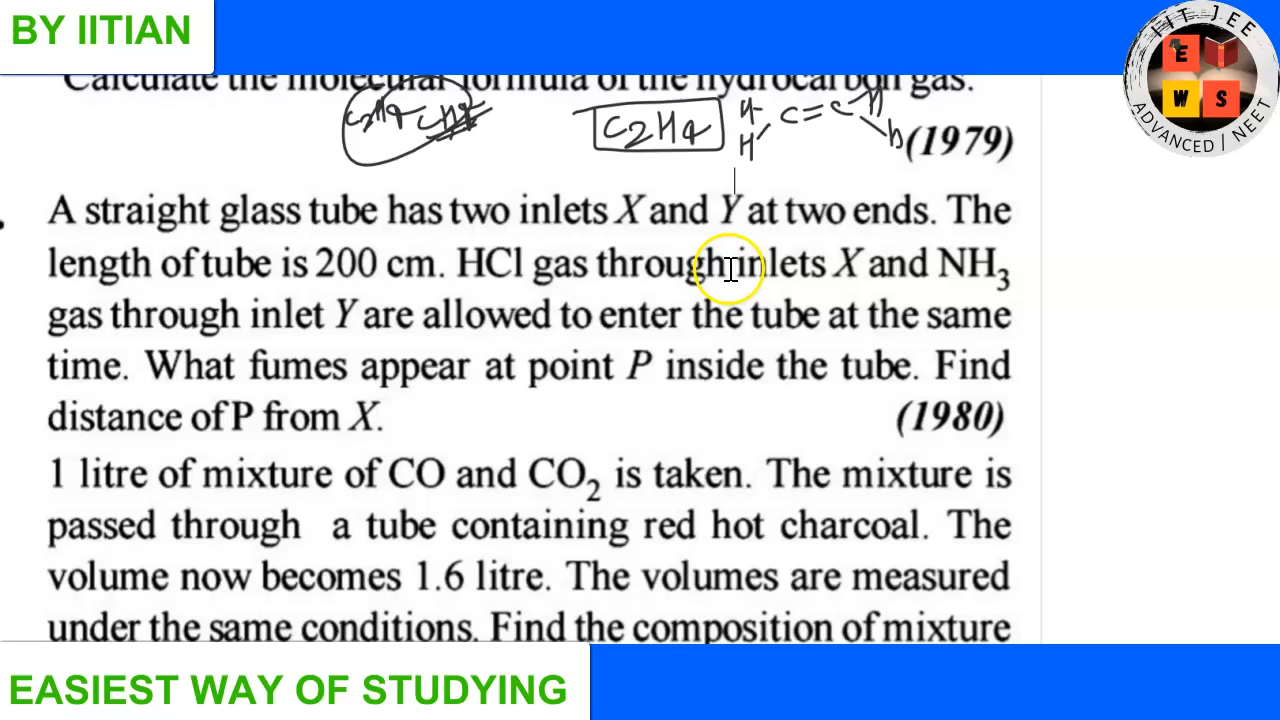 BY IITIAN
IIT JEE
E
W S
ADVANCED / NEET
Calculate the molecular formula of the hydrocarbon gas.
C2H4 C2H4 H C=C H
H
(1979)
A straight glass tube has two inlets X and Y at two ends. The
length of tube is 200 cm. HCl gas through inlets X and NH₃
gas through inlet Y are allowed to enter the tube at the same
time. What fumes appear at point P inside the tube. Find
distance of P from X. (1980)
1 litre of mixture of CO and CO₂ is taken. The mixture is
passed through a tube containing red hot charcoal. The
volume now becomes 1.6 litre. The volumes are measured
under the same conditions. Find the composition of mixture
EASIEST WAY OF STUDYING